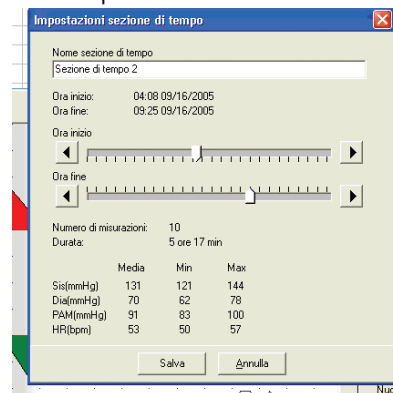 Impostazioni sezione di tempo
Nome sezione di tempo
Sezione di tempo 2
Ora inizio: 04:08 09/16/2005
Ora fine: 09:25 09/16/2005
Ora inizio
Ora fine
Numero di misurazioni: 10
Durata: 5 ore 17 min
Media Min Max
Sis(mmHg) 131 121 144
Dia(mmHg) 70 62 78
PAM(mmHg) 91 83 100
HR(bpm) 53 50 57
Salva Annulla